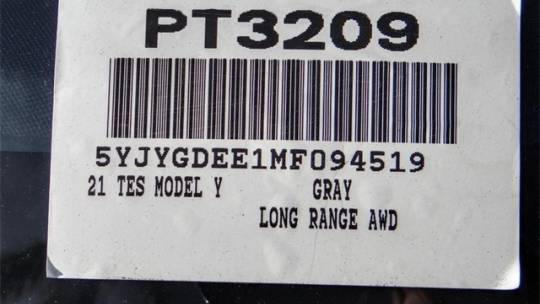 PT3209
5YJYGDEE1MF094519
21 TES MODEL Y GRAY
LONG RANGE AWD